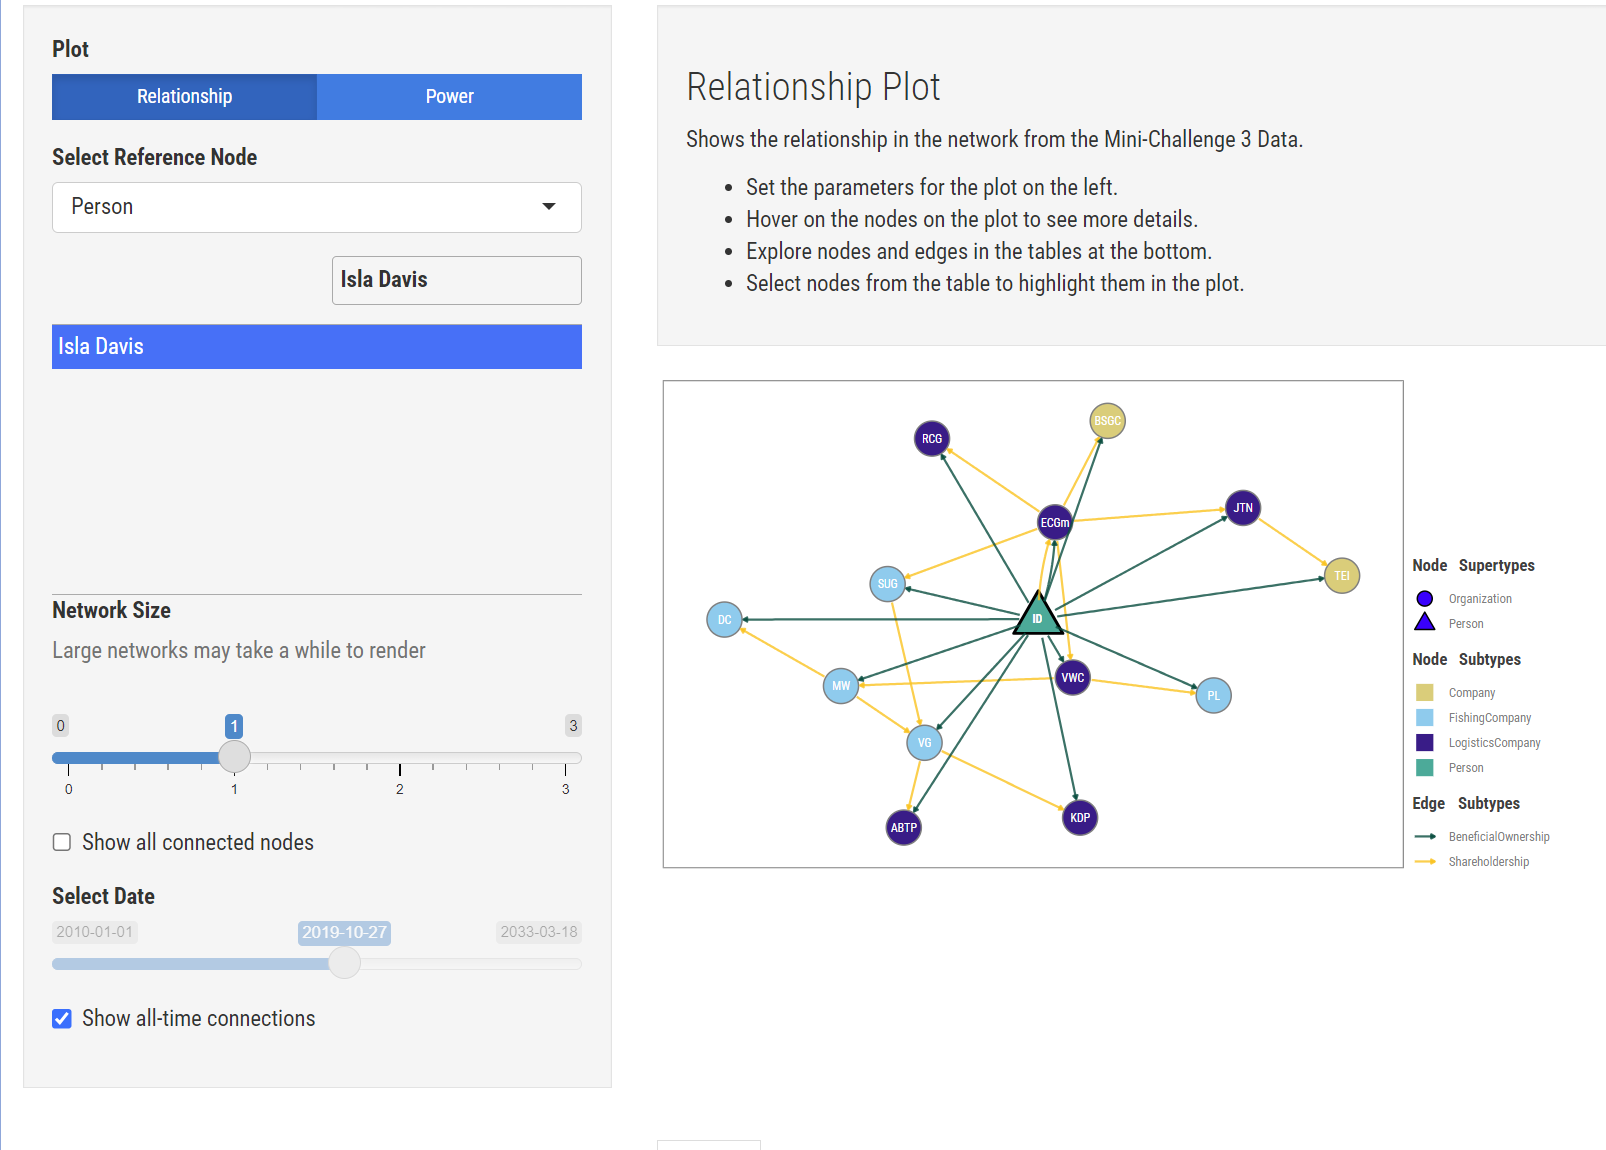 Plot
Relationship
Power
Select Reference Node
Person
Isla Davis
Isla Davis
Network Size
Large networks may take a while to render
0
1
3
0
1
2
3
Show all connected nodes
Select Date
2010-01-01
2019-10-27
2033-03-18
Show all-time connections
Relationship Plot
Shows the relationship in the network from the Mini-Challenge 3 Data.
Set the parameters for the plot on the left.
Hover on the nodes on the plot to see more details.
Explore nodes and edges in the tables at the bottom.
Select nodes from the table to highlight them in the plot.
BSGC
RCG
JTN
ECGm
TEI
SUG
DC
ID
VWC
MW
PL
VG
KDP
ABTP
Node Supertypes
Organization
Person
Node Subtypes
Company
FishingCompany
LogisticsCompany
Person
Edge Subtypes
BeneficialOwnership
Shareholdership